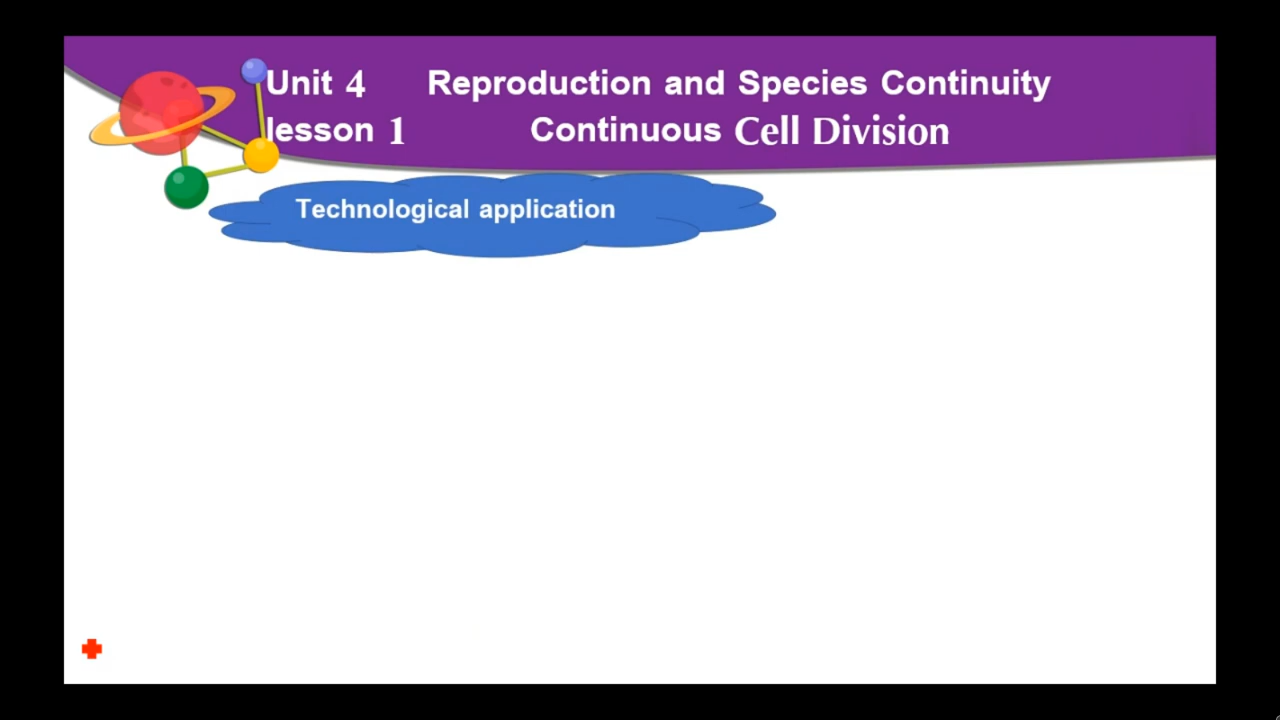 Unit 4 Reproduction and Species Continuity
lesson 1 Continuous Cell Division
Technological application